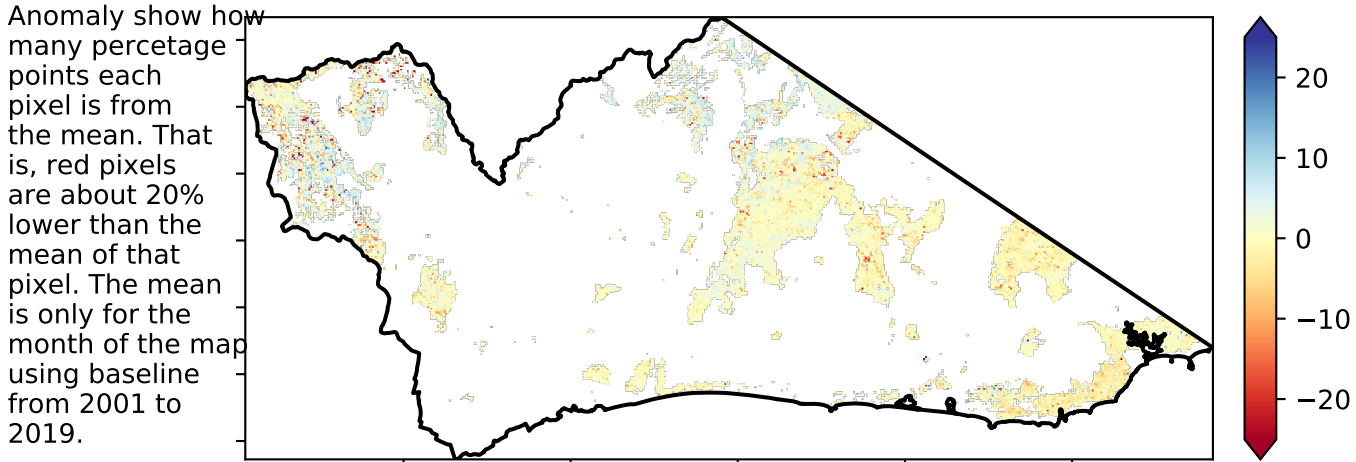 Anomaly show how
many percetage
points each
pixel is from
the mean. That
is, red pixels
are about 20%
lower than the
mean of that
pixel. The mean
is only for the
month of the map
using baseline
from 2001 to
2019.
20
10
0
−10
−20